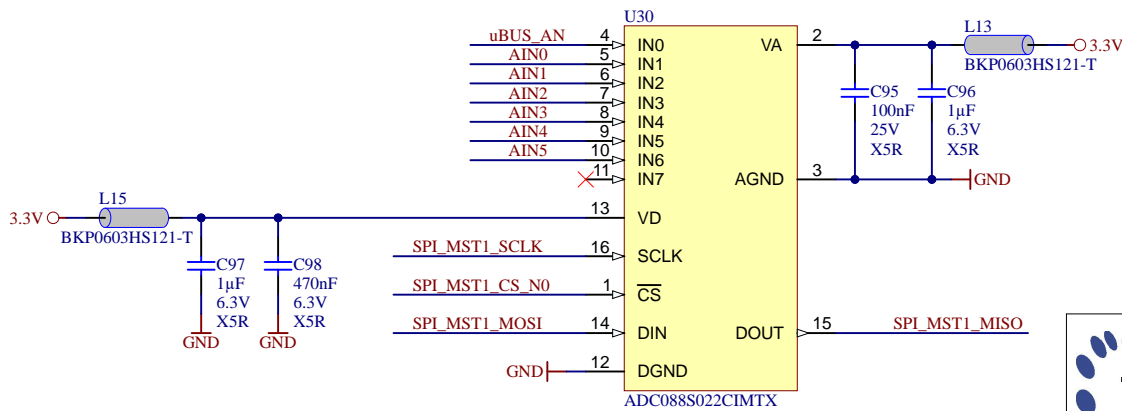 U30
L13
uBUS_AN 4 IN0 VA 2 3.3V
AIN0 5 IN1 BKP0603HS121-T
AIN1 6 IN2
AIN2 7 IN3 C95 C96
AIN3 8 IN4 100nF 1µF
AIN4 9 IN5 25V 6.3V
AIN5 10 IN6 X5R X5R
11 IN7 AGND 3 GND
L15
3.3V 13 VD
BKP0603HS121-T
SPI_MST1_SCLK 16 SCLK
C97 C98
1µF 470nF
6.3V 6.3V
X5R X5R
GND GND
SPI_MST1_CS_N0 1 CS
SPI_MST1_MOSI 14 DIN DOUT 15 SPI_MST1_MISO
GND 12 DGND
ADC088S022CIMTX